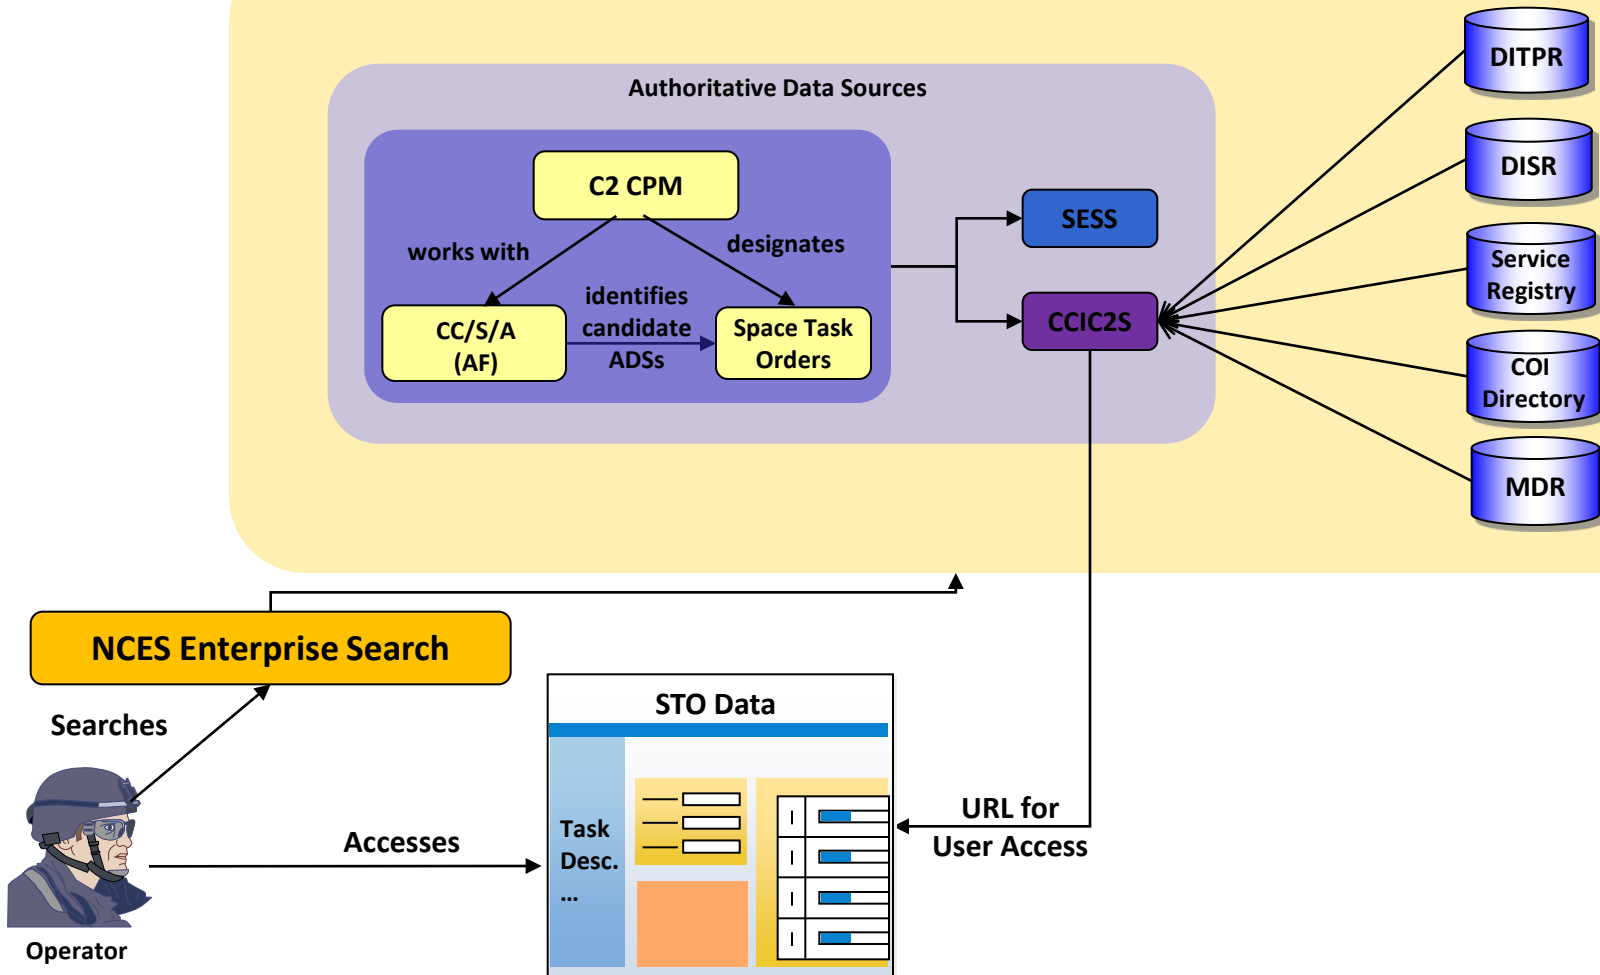 Authoritative Data Sources
C2 CPM
works with
designates
identifies
candidate
ADSs
CC/S/A
(AF)
Space Task
Orders
SESS
CCIC2S
DITPR
DISR
Service
Registry
COI
Directory
MDR
NCES Enterprise Search
Searches
Operator
Accesses
STO Data
Task
Desc.
...
URL for
User Access